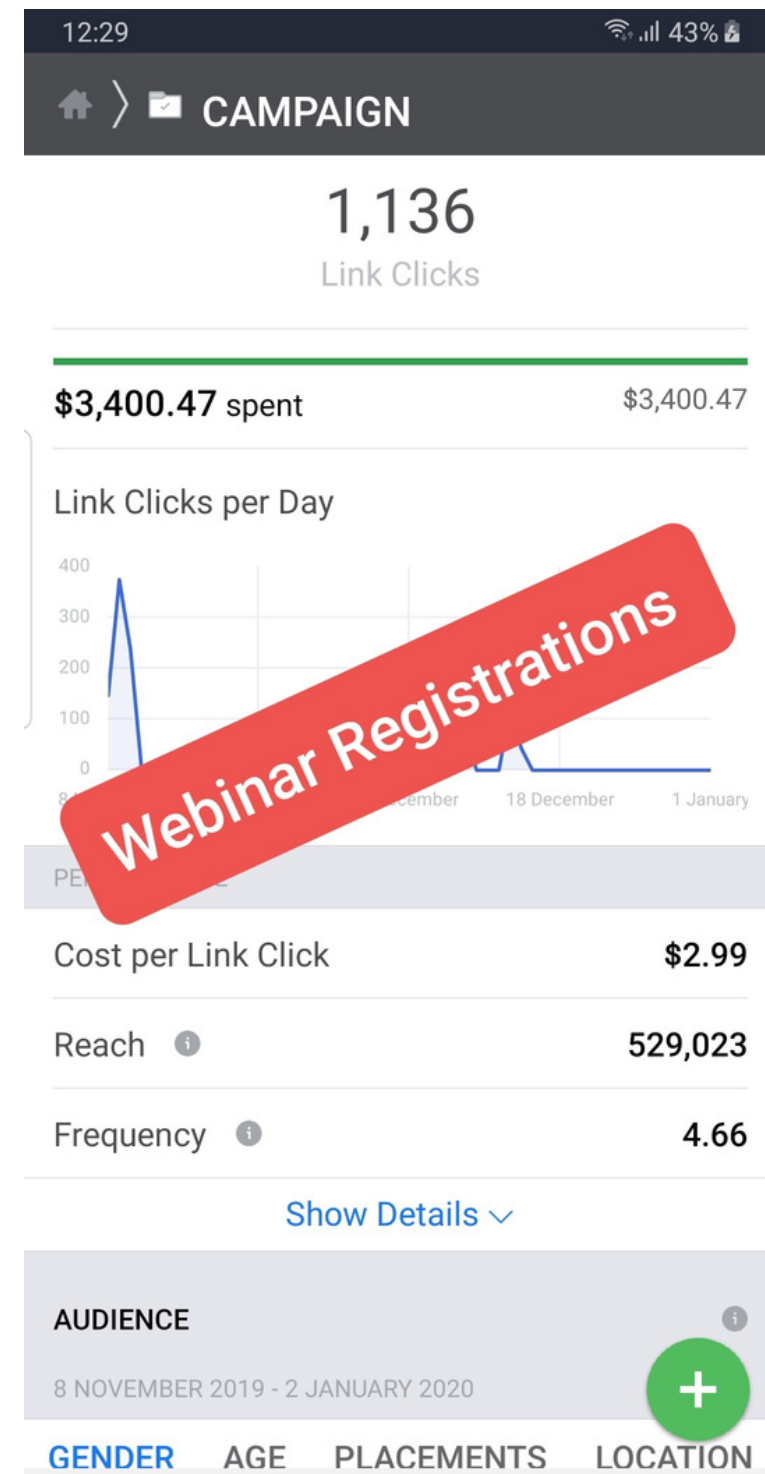 12:29
43%
CAMPAIGN
1,136
Link Clicks
$3,400.47 spent
$3,400.47
Link Clicks per Day
400
300
200
100
0
8
18 December
1 January
Webinar Registrations
Cost per Link Click
$2.99
Reach
529,023
Frequency
4.66
Show Details
AUDIENCE
8 NOVEMBER 2019 - 2 JANUARY 2020
GENDER
AGE
PLACEMENTS
LOCATION